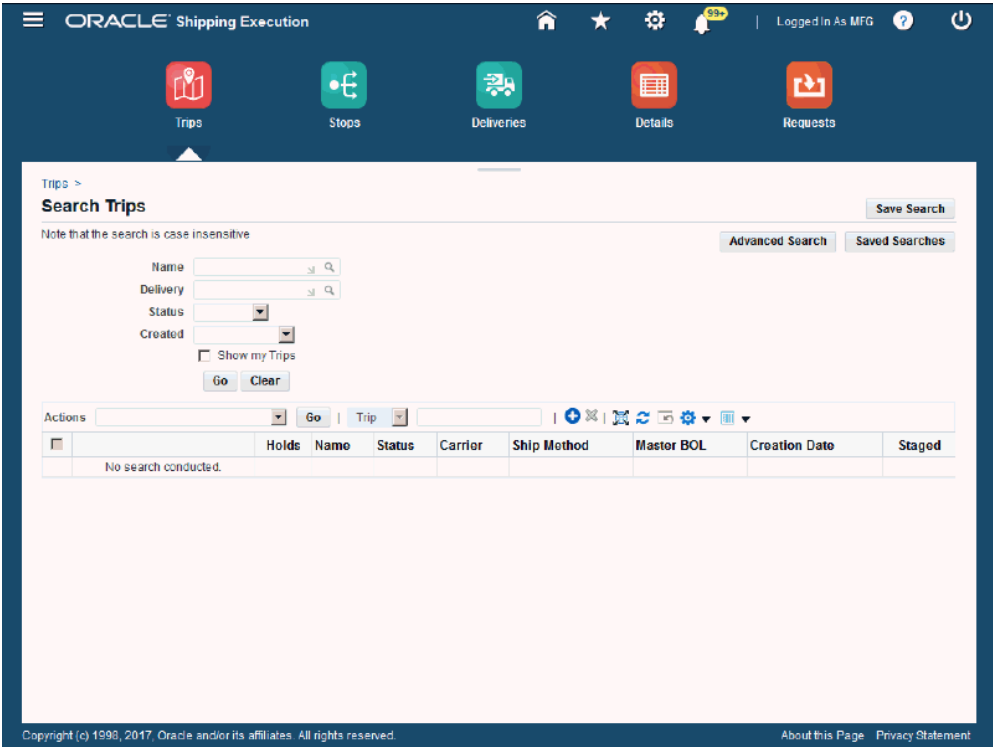 ORACLE Shipping Execution
99+
Logged In As MFG
?
Trips
Stops
Deliveries
Details
Requests
Trips >
Search Trips
Save Search
Note that the search is case insensitive
Advanced Search
Saved Searches
Name
Delivery
Status
Created
Show my Trips
Go
Clear
Actions
Go
Trip
Holds
Name
Status
Carrier
Ship Method
Master BOL
Creation Date
Staged
No search conducted.
Copyright (c) 1998, 2017, Oracle and/or its affiliates. All rights reserved.
About this Page
Privacy Statement